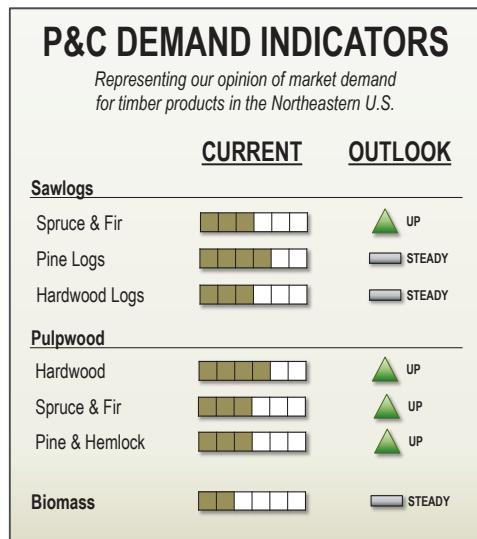 P&C DEMAND INDICATORS
Representing our opinion of market demand
for timber products in the Northeastern U.S.
CURRENT OUTLOOK
Sawlogs
Spruce & Fir UP
Pine Logs STEADY
Hardwood Logs STEADY
Pulpwood
Hardwood UP
Spruce & Fir UP
Pine & Hemlock UP
Biomass STEADY